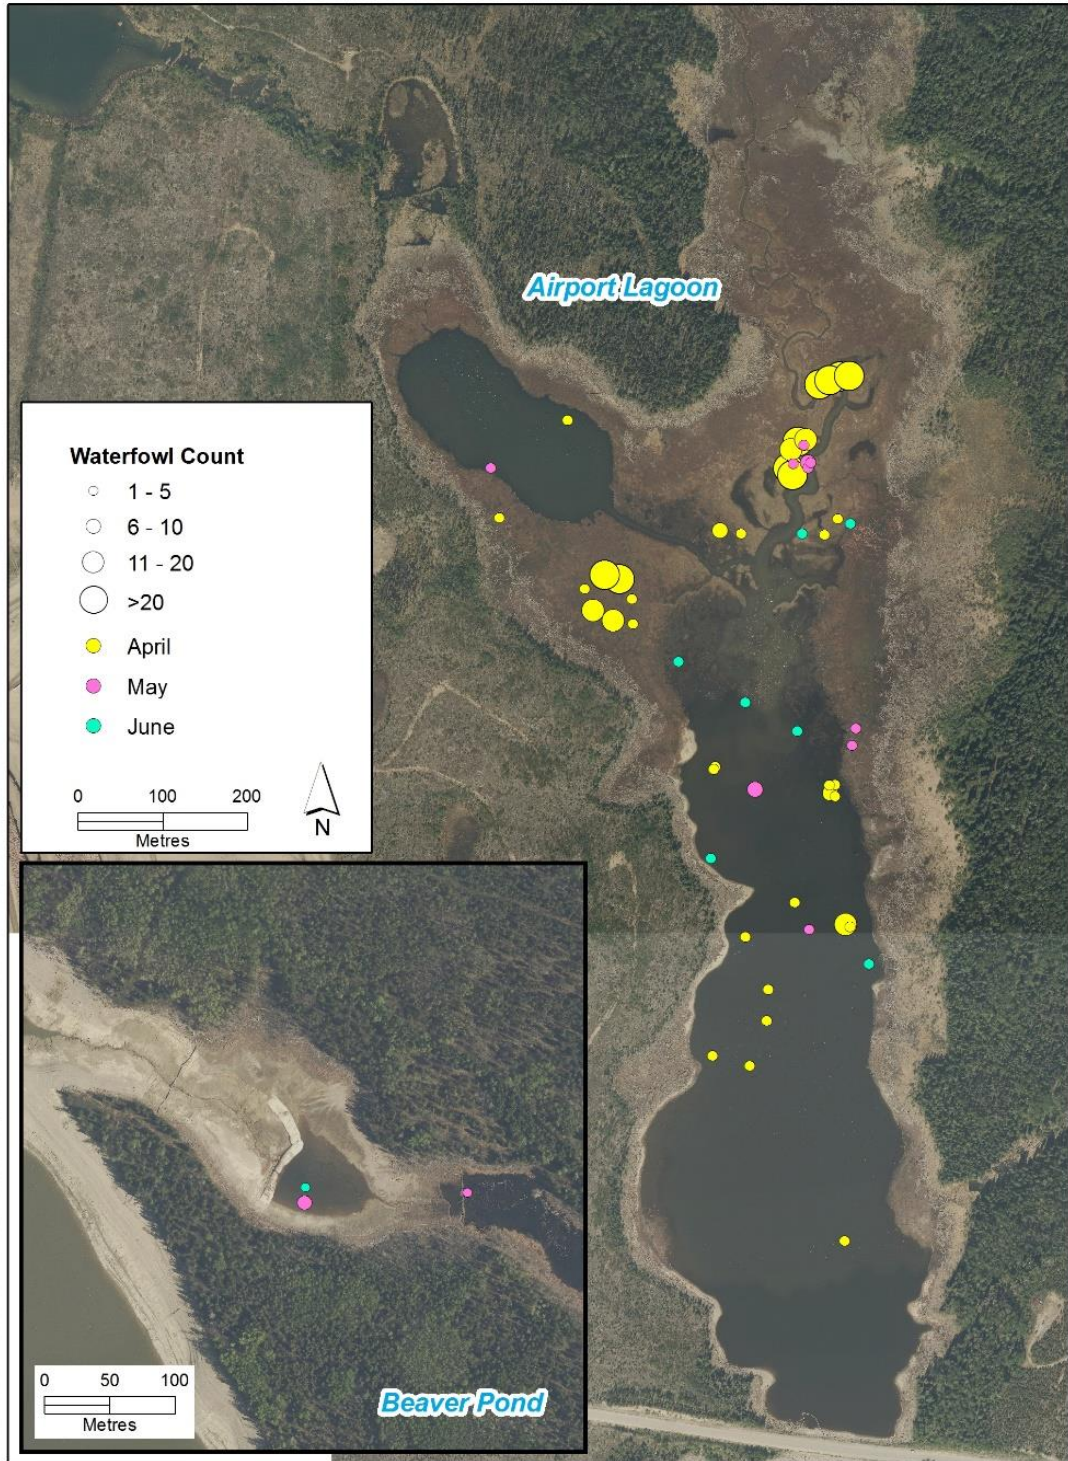 Airport Lagoon
Waterfowl Count
1 - 5
6 - 10
11 - 20
>20
April
May
June
0 100 200
Metres
N
0 50 100
Metres
Beaver Pond